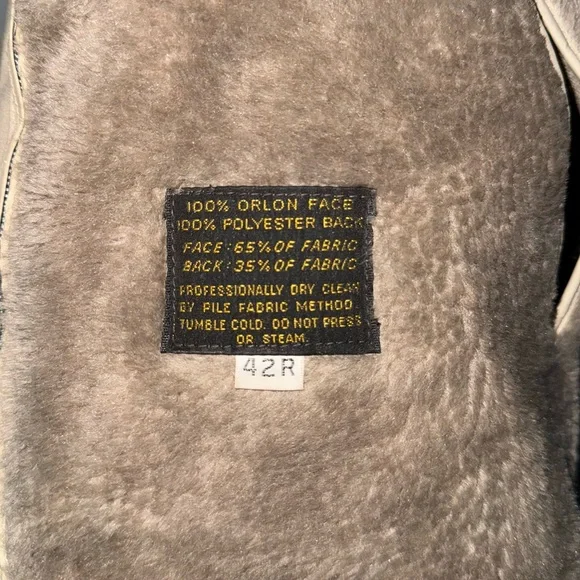 100% ORLON FACE
100% POLYESTER BACK
FACE: 65% OF FABRIC
BACK: 35% OF FABRIC
PROFESSIONALLY DRY CLEAN
BY PILE FABRIC METHOD.
TUMBLE COLD. DO NOT PRESS
OR STEAM.
42R